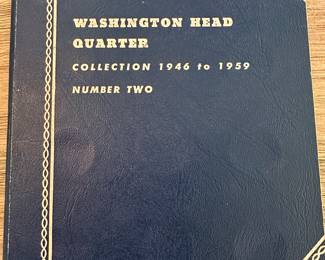 WASHINGTON HEAD
QUARTER
COLLECTION 1946 to 1959
NUMBER TWO